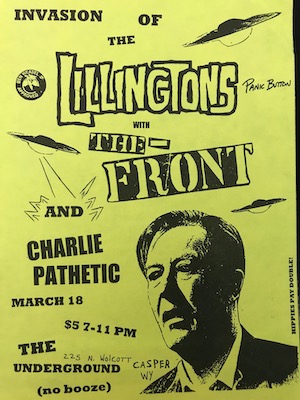 INVASION OF
THE
LILLINGTONS
PANIC BUTTON
WITH
THE
FRONT
AND
CHARLIE
PATHETIC
MARCH 18
$5 7-11 PM
THE
225 N. WOLCOTT
UNDERGROUND
CASPER
WY
(no booze)
HIPPIES PAY DOUBLE!